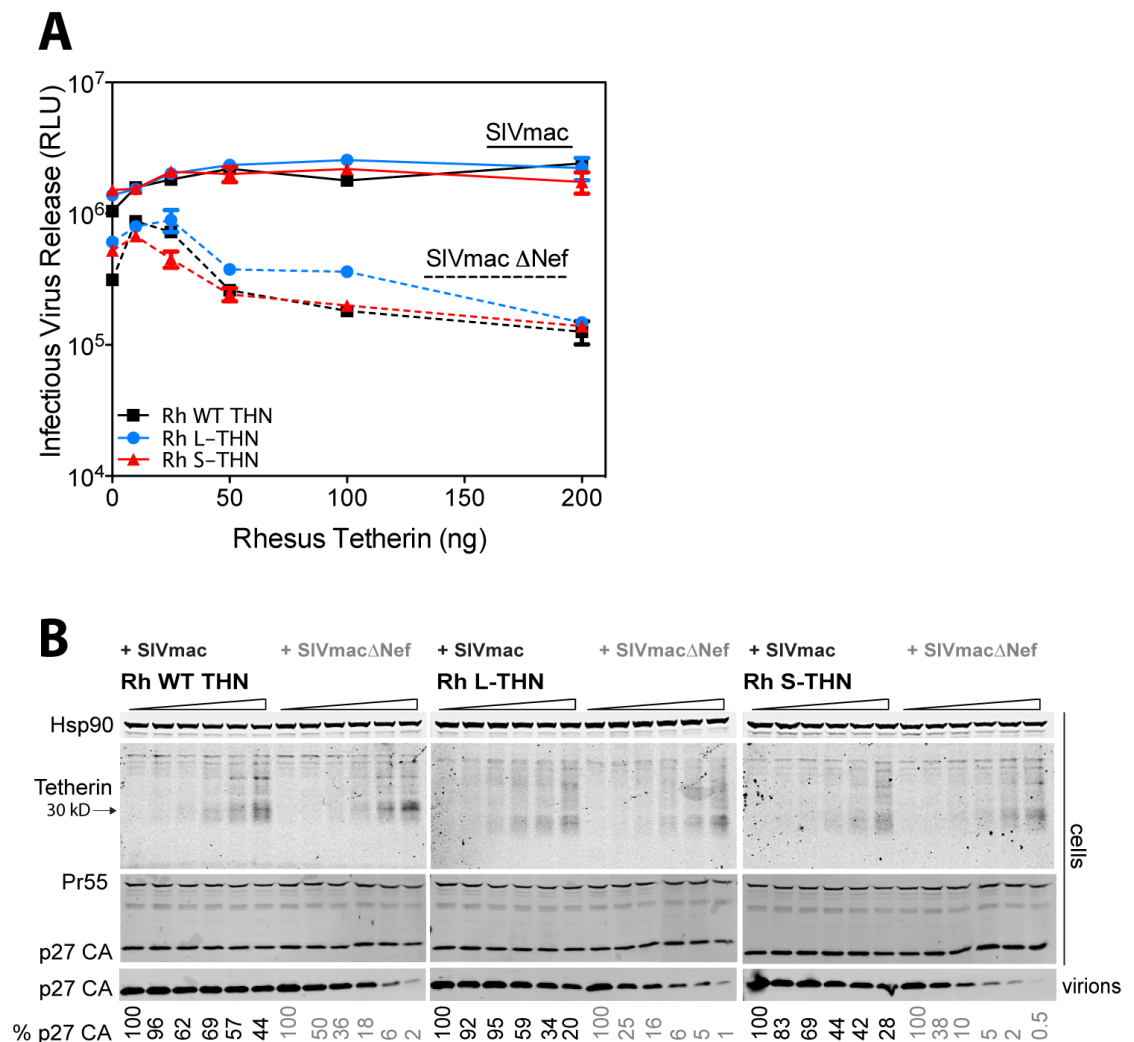 A
10^7
10^6
10^5
10^4
Infectious Virus Release (RLU)
SIVmac
SIVmac ΔNef
Rh WT THN
Rh L-THN
Rh S-THN
0 50 100 150 200
Rhesus Tetherin (ng)
B
+ SIVmac + SIVmacΔNef + SIVmac + SIVmacΔNef + SIVmac + SIVmacΔNef
Rh WT THN Rh L-THN Rh S-THN
Hsp90
Tetherin
30 kD
Pr55
p27 CA
cells
p27 CA virions
% p27 CA 100 96 62 69 57 44 100 50 36 18 6 2 100 92 95 59 34 20 100 25 16 6 5 1 100 83 69 44 42 28 100 38 10 5 2 0.5